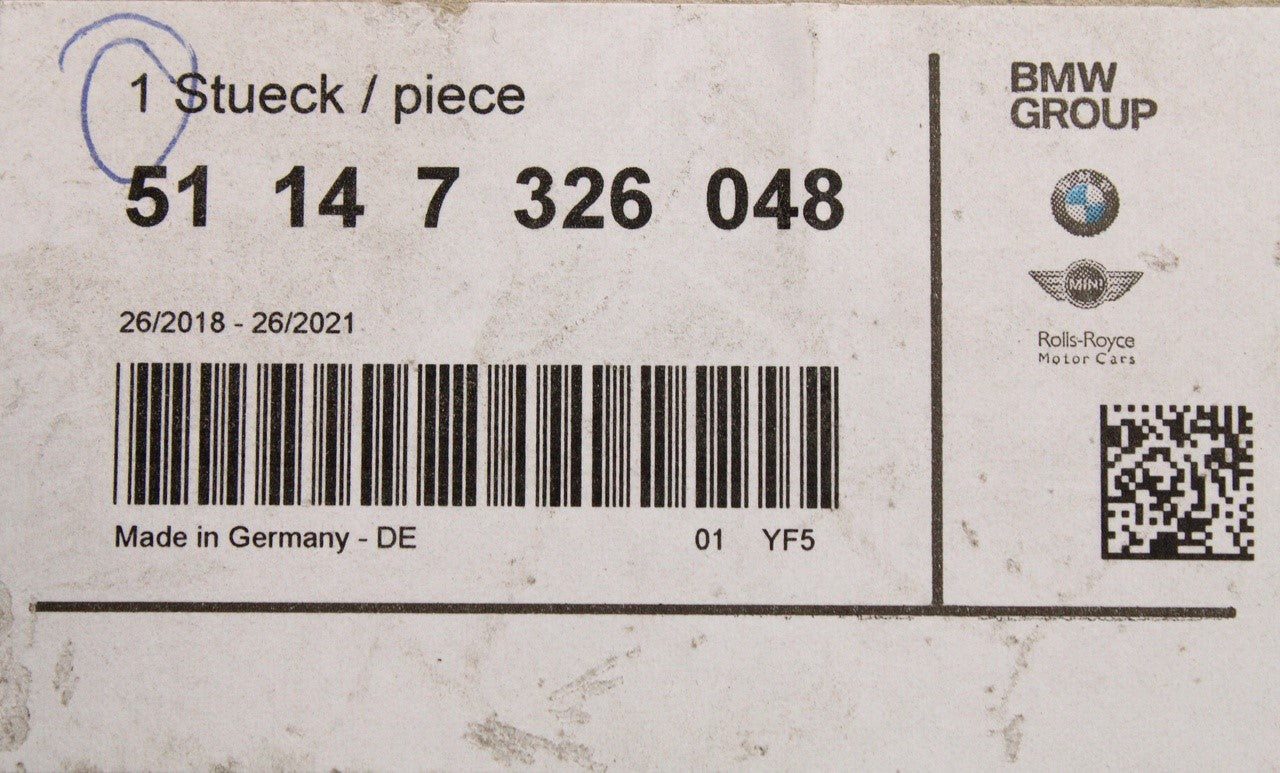 1 Stueck / piece
51 14 7 326 048
26/2018 - 26/2021
Made in Germany - DE 01 YF5
BMW
GROUP
BMW
MINI
Rolls-Royce
Motor Cars